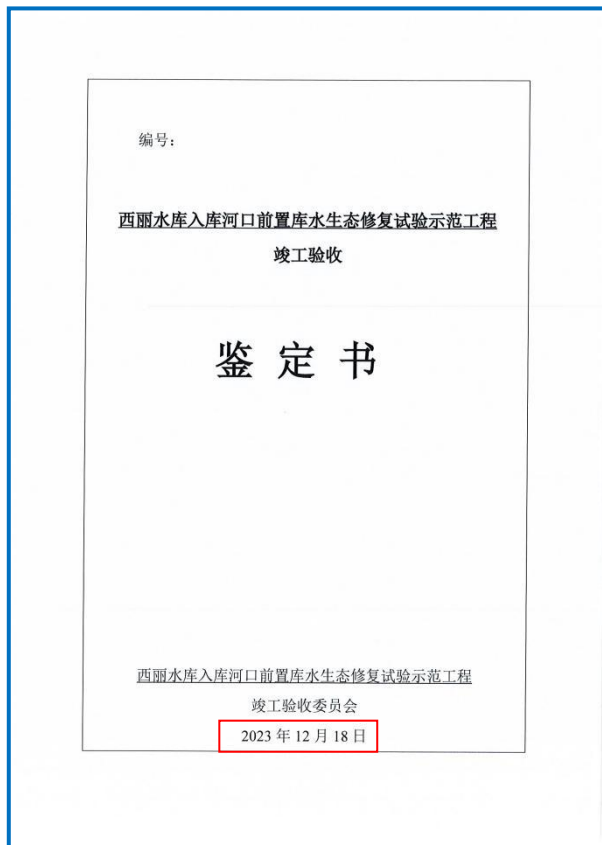 编号：
西丽水库入库河口前置库水生态修复试验示范工程
竣工验收
鉴 定 书
西丽水库入库河口前置库水生态修复试验示范工程
竣工验收委员会
2023 年 12 月 18 日